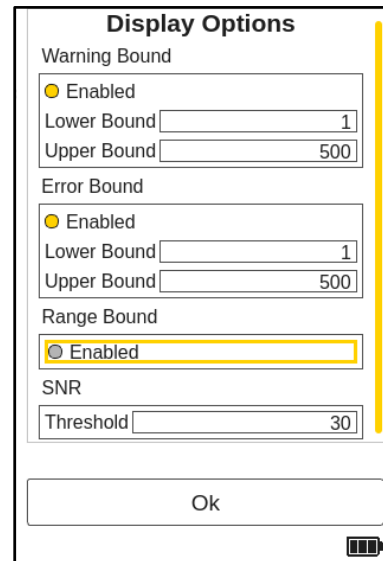 Display Options
Warning Bound
Enabled
Lower Bound 1
Upper Bound 500
Error Bound
Enabled
Lower Bound 1
Upper Bound 500
Range Bound
Enabled
SNR
Threshold 30
Ok